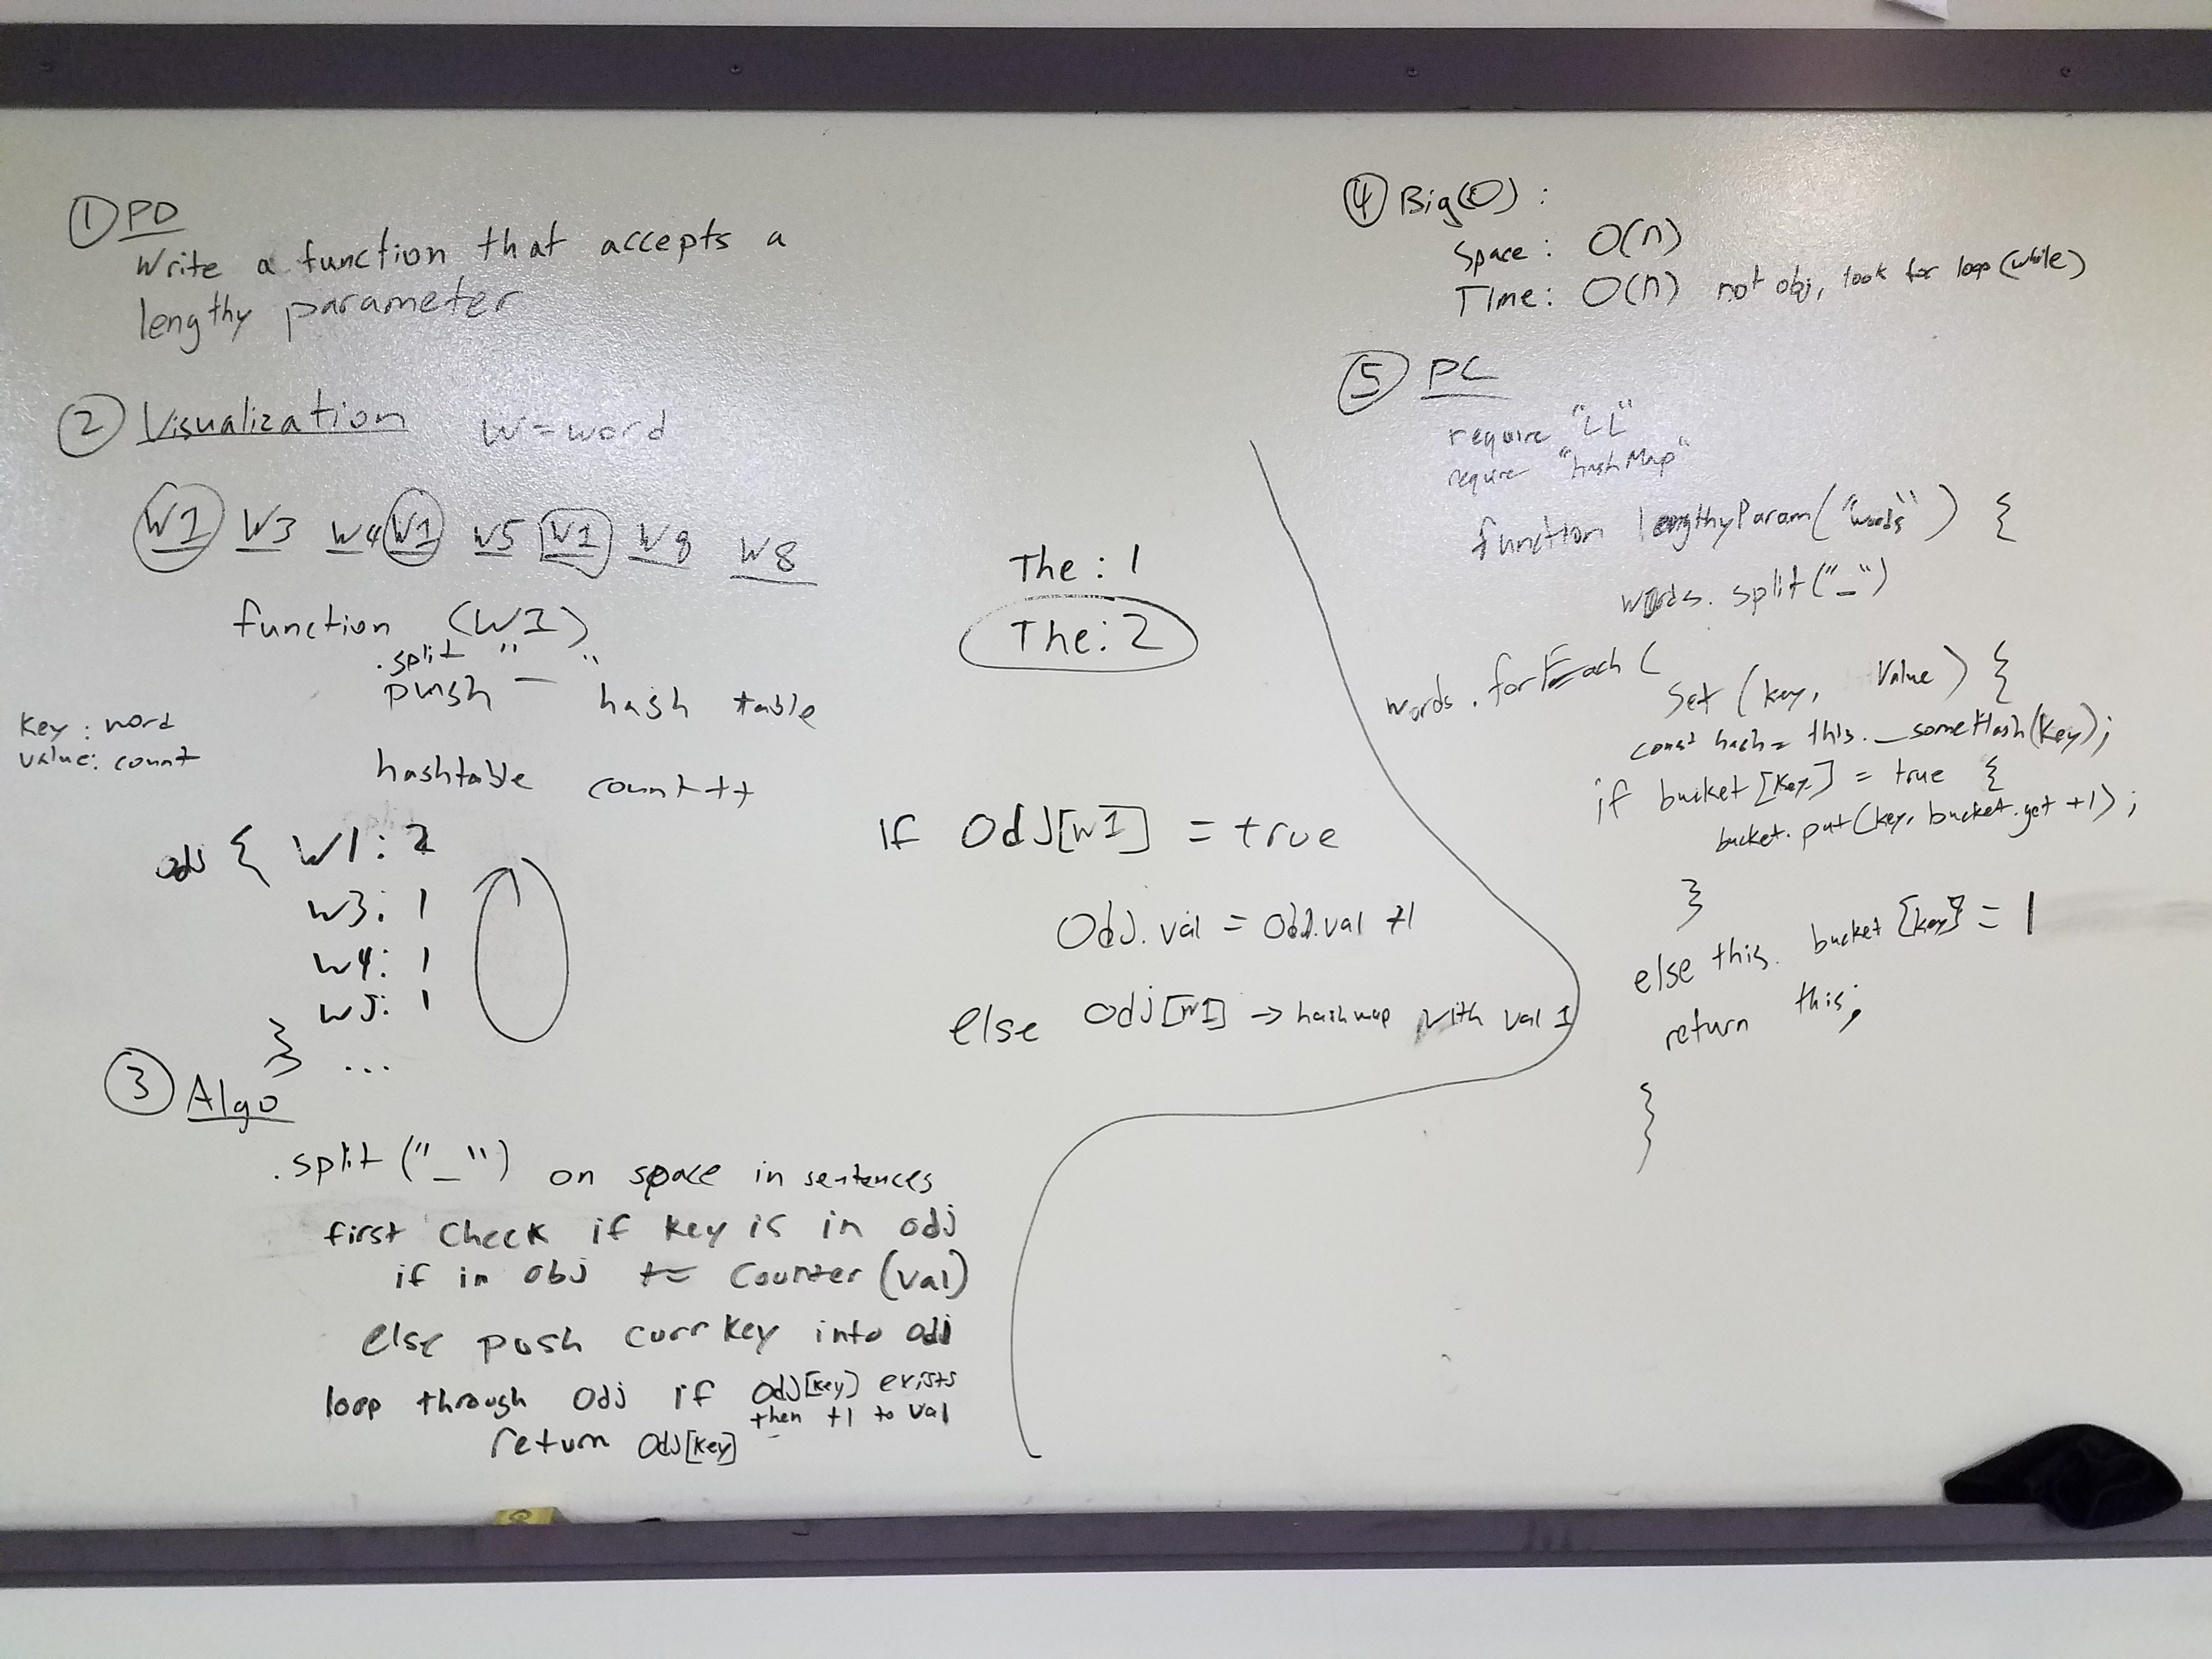 ① PD
Write a function that accepts a
lengthy parameter
② Visualization W = word
W1 W3 W4 W1 W5 W1 W8 W8
function (W1)
.split " _ "
push hash table
key : word
value : count
hashtable count++
obj { W1 : 2
W3 : 1
W4 : 1
W5 : 1
} ...
The : 1
The : 2
if Obj[W1] = true
Obj.val = Obj.val +1
else Obj[W1] → hashmap with val 1
③ Algo
.split ("_") on space in sentences
first check if key is in obj
if in obj += counter (val)
else push curr key into obj
loop through Obj if Obj[key] exists
then +1 to val
return Obj[key]
④ Big(O) :
Space : O(n)
Time : O(n) not obj, look for loop (while)
⑤ PC
require "LL"
require "hashMap"
function lengthyParam("words") {
words. split("_")
words. forEach (
Set (key, Value) {
const hash = this. _someHash(key);
if bucket [key] = true {
bucket. put (key, bucket.get +1) ;
}
else this. bucket [key] = 1
return this;
}